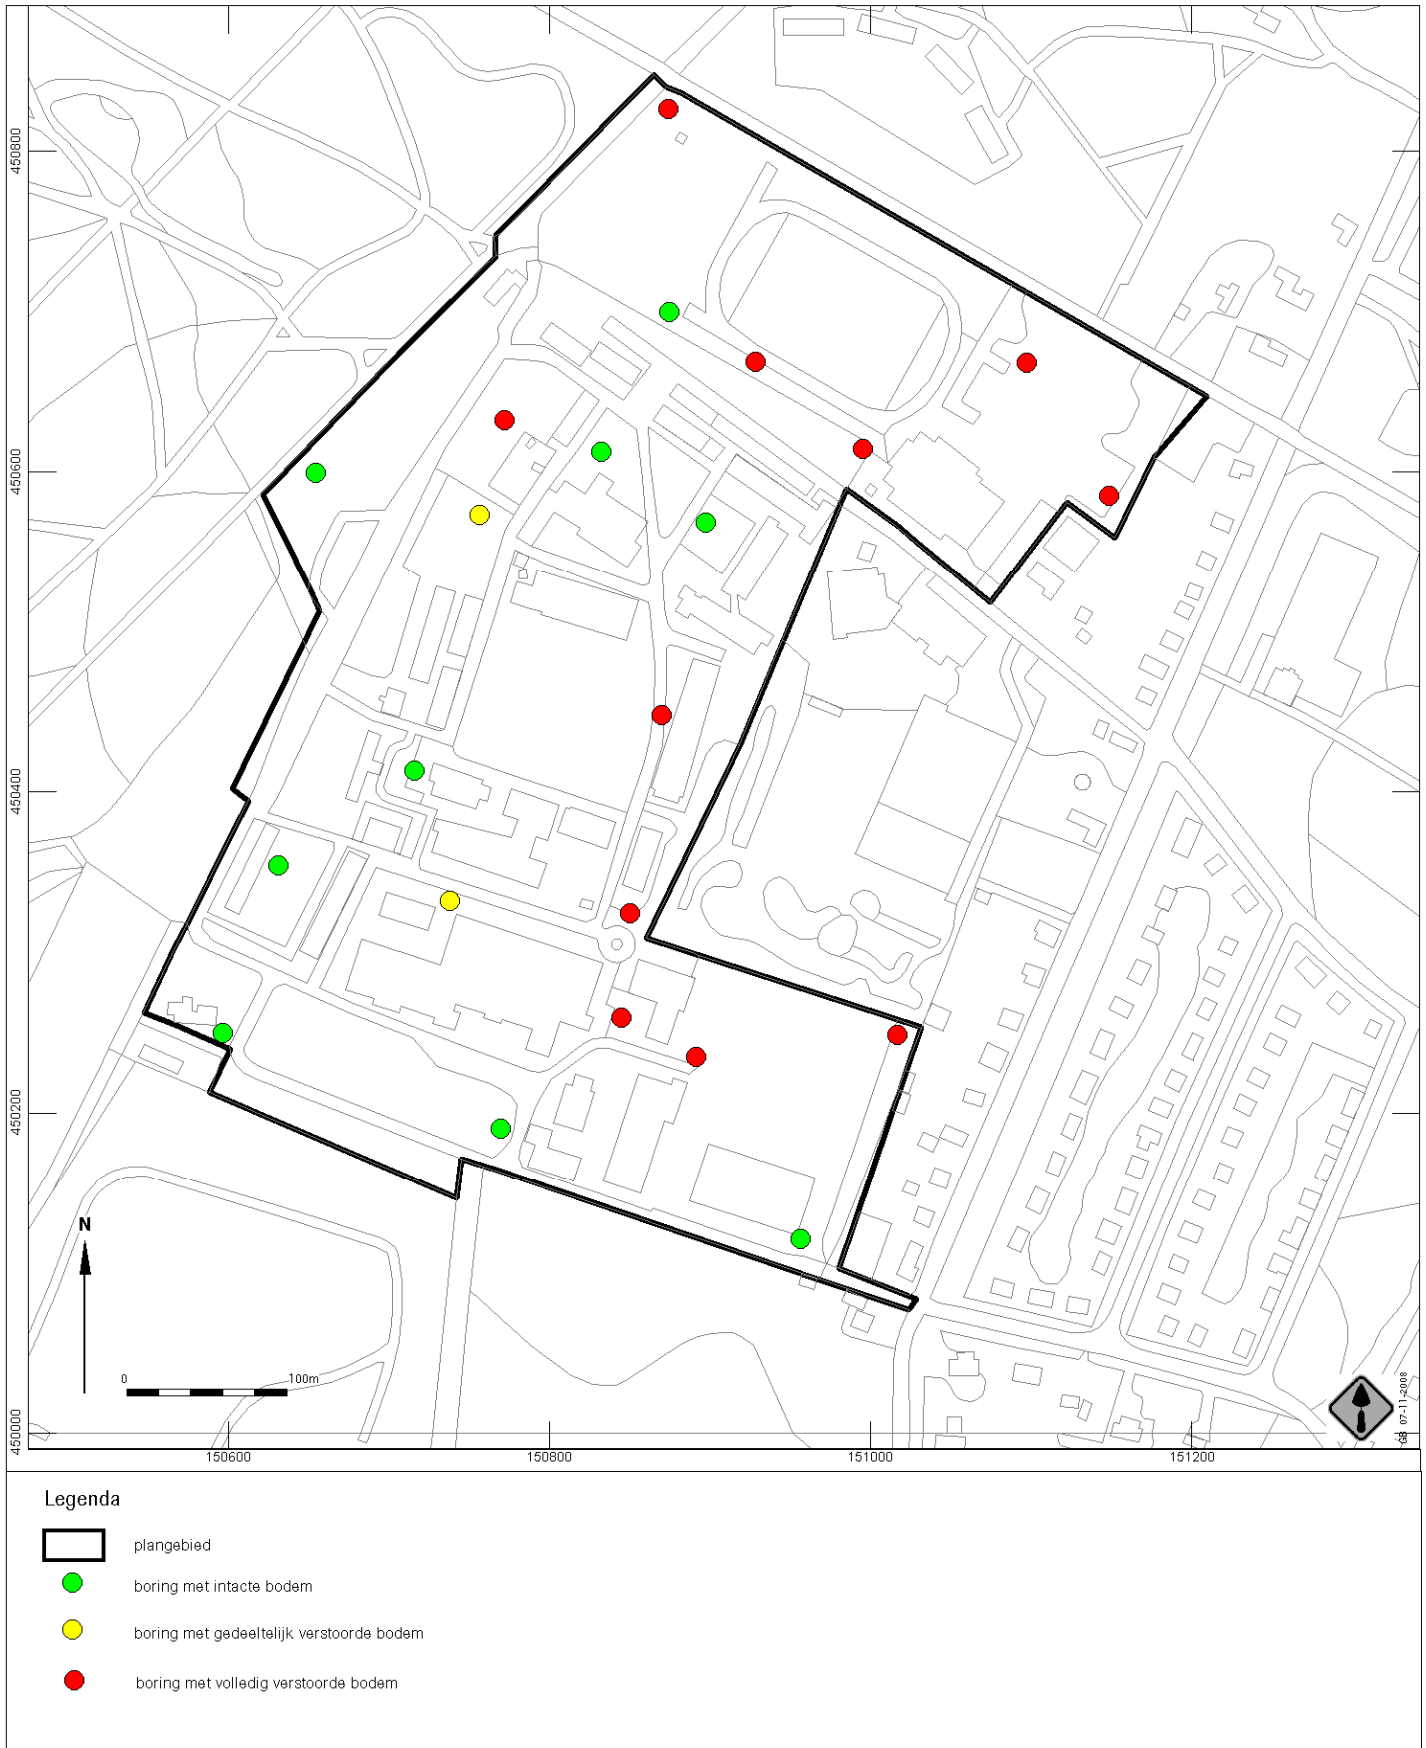 450800
450600
450400
450200
450000
N
0 100m
GB 07-11-2008
150600 150800 151000 151200
Legenda
plangebied
boring met intacte bodem
boring met gedeeltelijk verstoorde bodem
boring met volledig verstoorde bodem